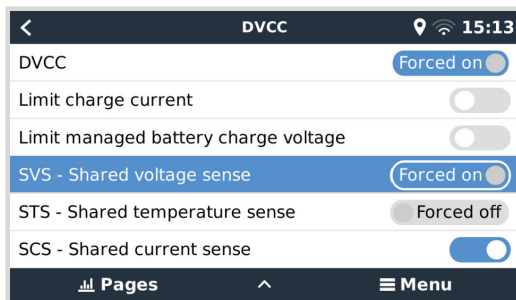 DVCC 15:13
DVCC Forced on
Limit charge current
Limit managed battery charge voltage
SVS - Shared voltage sense Forced on
STS - Shared temperature sense Forced off
SCS - Shared current sense
Pages Menu